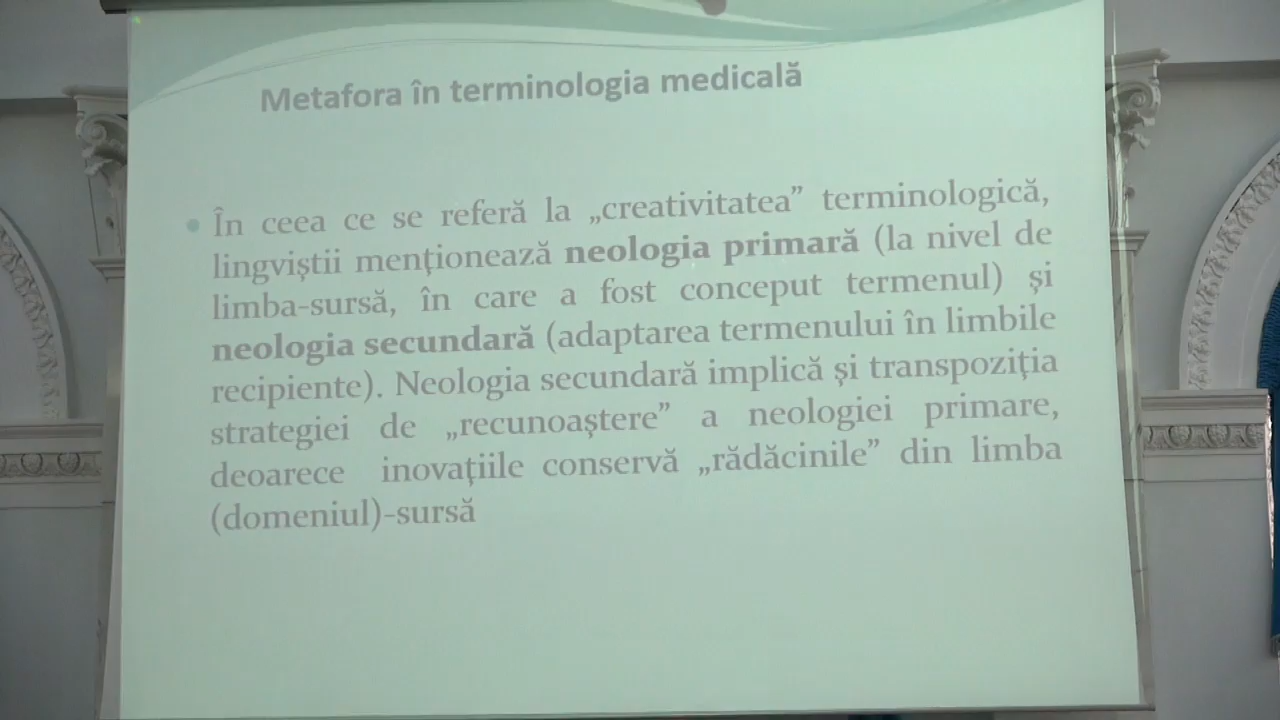 Metafora în terminologia medicală
În ceea ce se referă la „creativitatea” terminologică,
lingviștii menționează neologia primară (la nivel de
limba-sursă, în care a fost conceput termenul) și
neologia secundară (adaptarea termenului în limbile
recipiente). Neologia secundară implică și transpoziția
strategiei de „recunoaștere” a neologiei primare,
deoarece inovațiile conservă „rădăcinile” din limba
(domeniul)-sursă